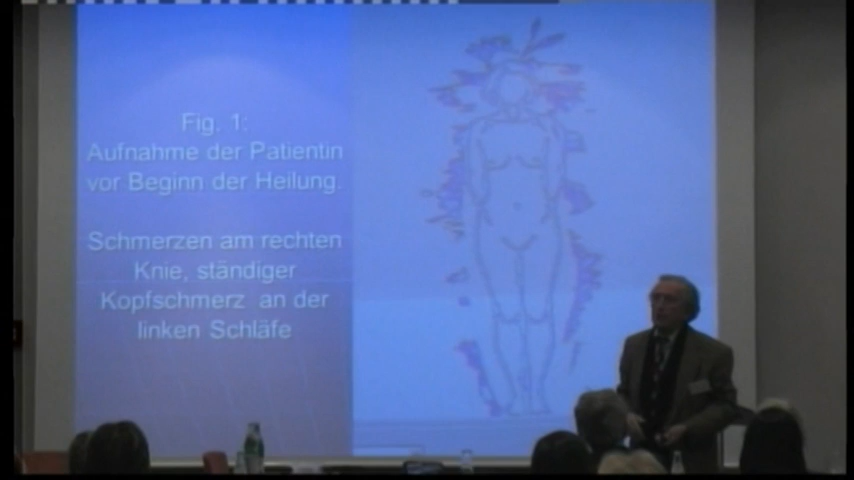 Fig. 1:
Aufnahme der Patientin
vor Beginn der Heilung.
Schmerzen am rechten
Knie, ständiger
Kopfschmerz an der
linken Schläfe